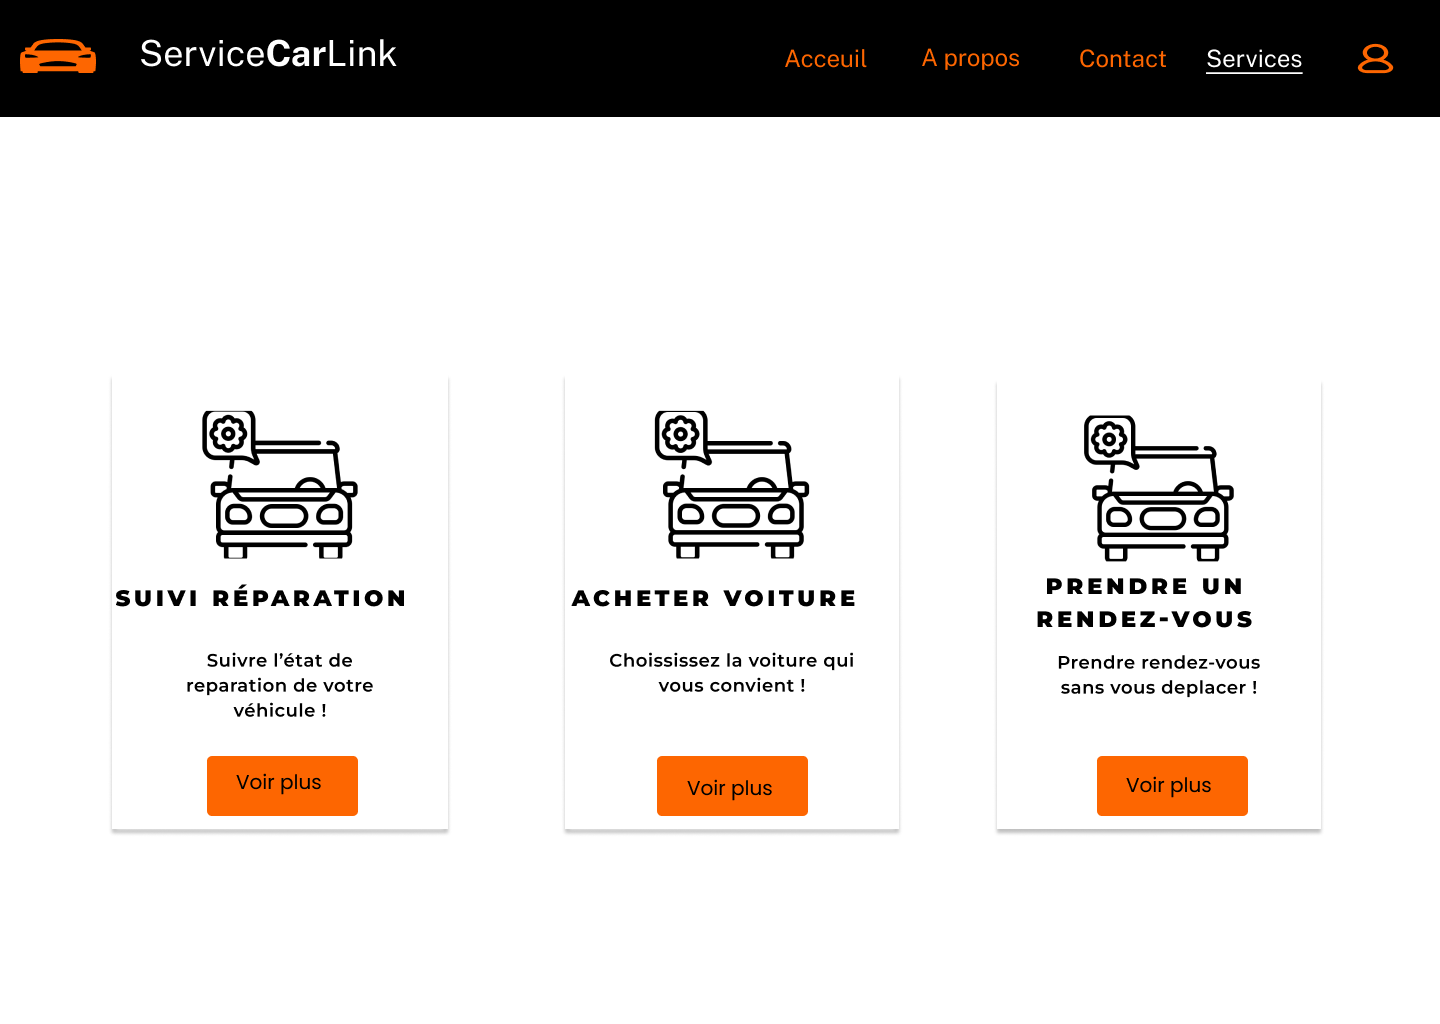 ServiceCarLink
Acceuil
A propos
Contact
Services
SUIVI RÉPARATION
Suivre l’état de
reparation de votre
véhicule !
Voir plus
ACHETER VOITURE
Choississez la voiture qui
vous convient !
Voir plus
PRENDRE UN
RENDEZ-VOUS
Prendre rendez-vous
sans vous deplacer !
Voir plus